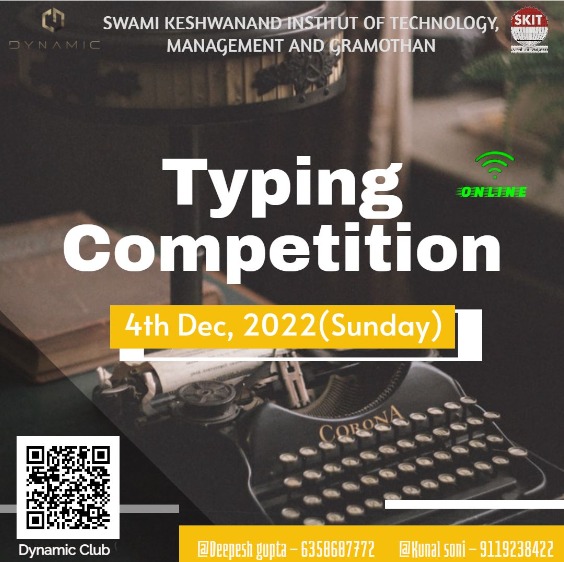 DYNAMIC
SWAMI KESHWANAND INSTITUT OF TECHNOLOGY,
MANAGEMENT AND GRAMOTHAN
SKIT
Typing
Competition
ONLINE
4th Dec, 2022(Sunday)
CORONA
Dynamic Club
@Deepesh gupta – 6358687772 @Kunal soni – 9119238422